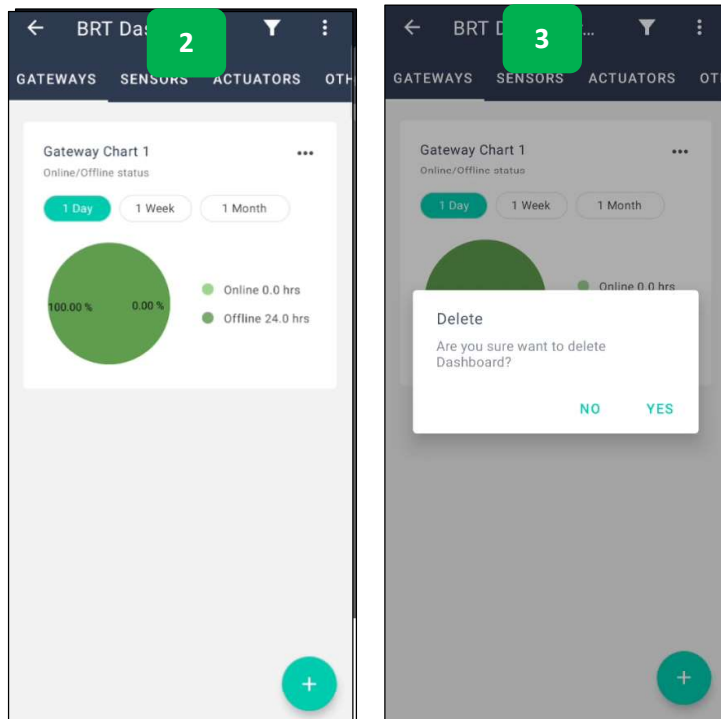 BRT Das
2
GATEWAYS SENSORS ACTUATORS OTH
Gateway Chart 1
Online/Offline status
1 Day
1 Week
1 Month
100.00 %
0.00 %
Online 0.0 hrs
Offline 24.0 hrs
BRT D
3
...
GATEWAYS SENSORS ACTUATORS OT
Gateway Chart 1
Online/Offline status
1 Day
1 Week
1 Month
Online 0.0 hrs
Delete
Are you sure want to delete
Dashboard?
NO YES